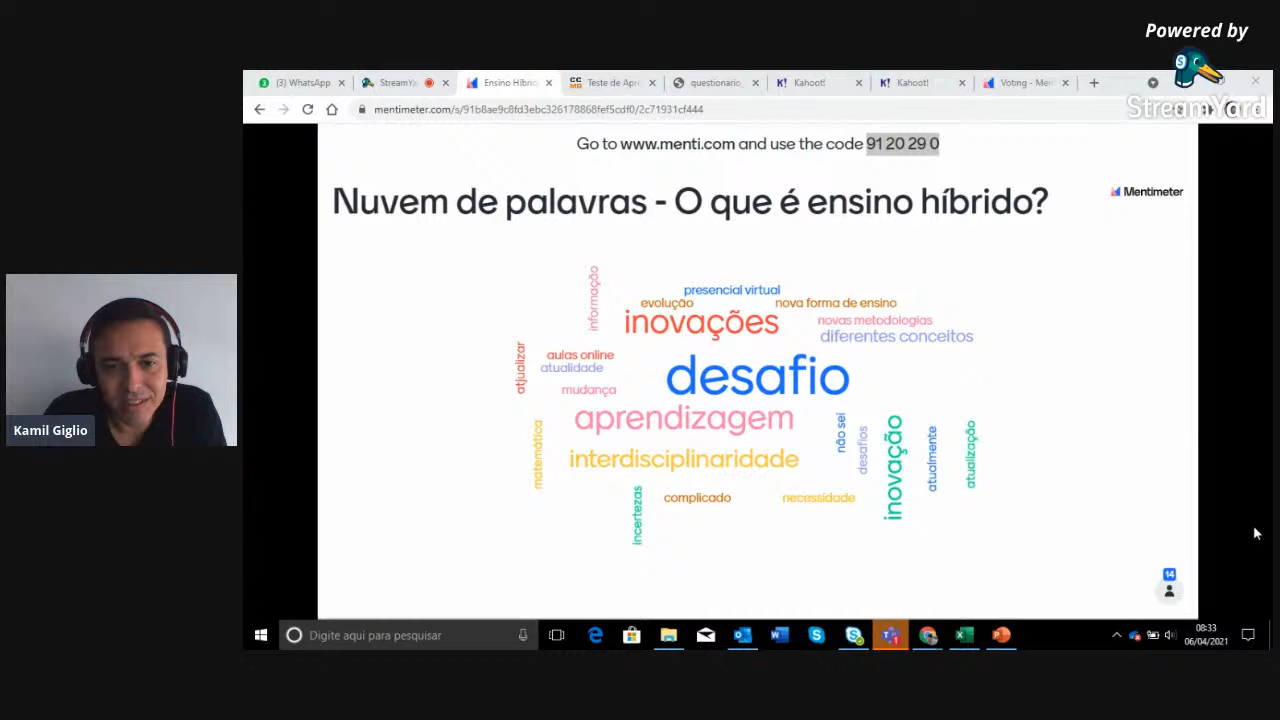 Powered by
StreamYard
(3) WhatsApp
StreamYa
Ensino Híbrid
Teste de Apre
questionario_
Kahoot!
Kahoot!
Voting - Men
mentimeter.com/s/91b8ae9c8fd3ebc326178868fef5cdf0/2c71931cf444
Go to www.menti.com and use the code 91 20 29 0
Nuvem de palavras - O que é ensino híbrido?
Mentimeter
informação
presencial virtual
evolução
nova forma de ensino
inovações
novas metodologias
diferentes conceitos
atjualizar
aulas online
atualidade
desafio
mudança
aprendizagem
não sei
desafios
inovação
atualmente
atualização
matemática
interdisciplinaridade
incertezas
complicado
necessidade
Kamil Giglio
14
Digite aqui para pesquisar
08:33
06/04/2021